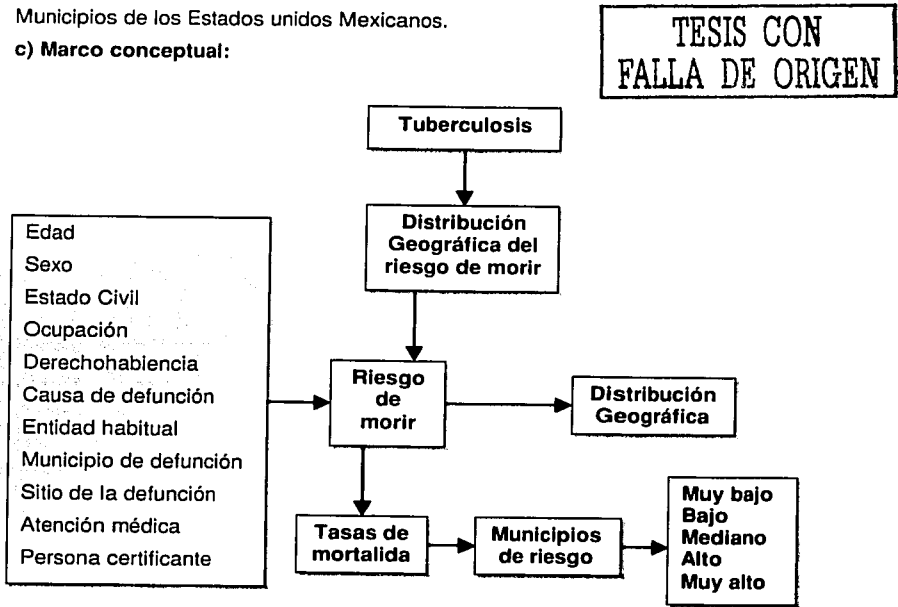 Municipios de los Estados unidos Mexicanos.
c) Marco conceptual:
TESIS CON
FALLA DE ORIGEN
Tuberculosis
Distribución
Geográfica del
riesgo de morir
Edad
Sexo
Estado Civil
Ocupación
Derechohabiencia
Causa de defunción
Entidad habitual
Municipio de defunción
Sitio de la defunción
Atención médica
Persona certificante
Riesgo
de
morir
Distribución
Geográfica
Tasas de
mortalida
Municipios
de riesgo
Muy bajo
Bajo
Mediano
Alto
Muy alto